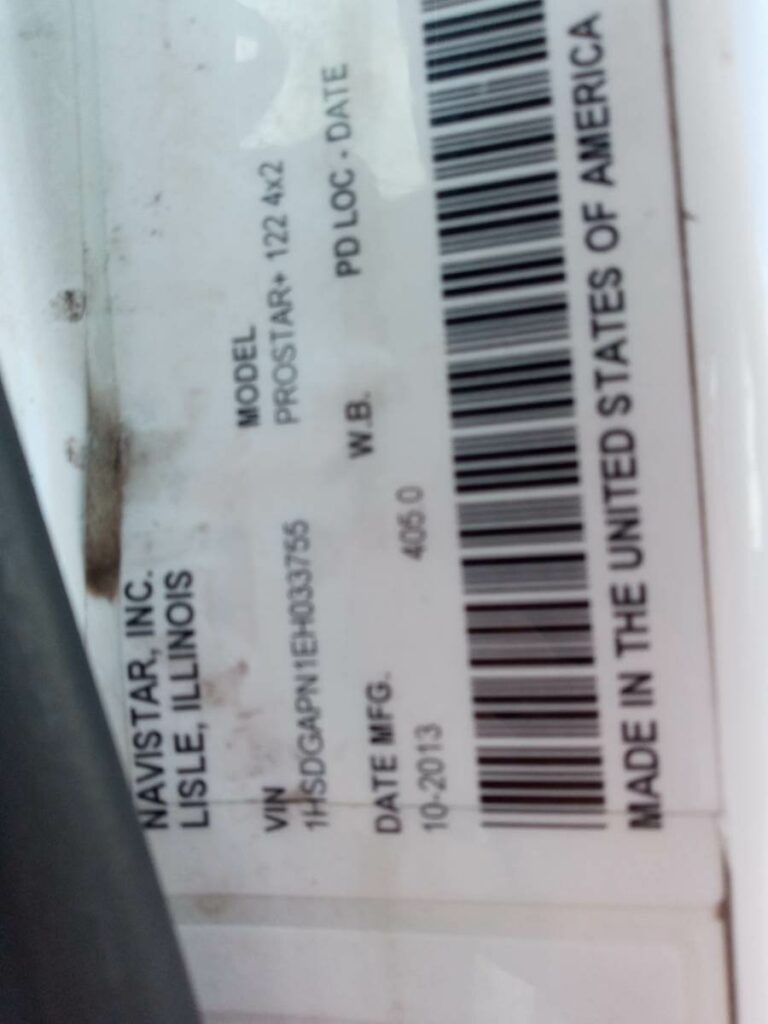 NAVISTAR, INC.
LISLE, ILLINOIS
VIN MODEL
1HSDGAPN1EH033755 PROSTAR+ 122 4x2
DATE MFG. W.B. PD LOC - DATE
10-2013 405.0
MADE IN THE UNITED STATES OF AMERICA